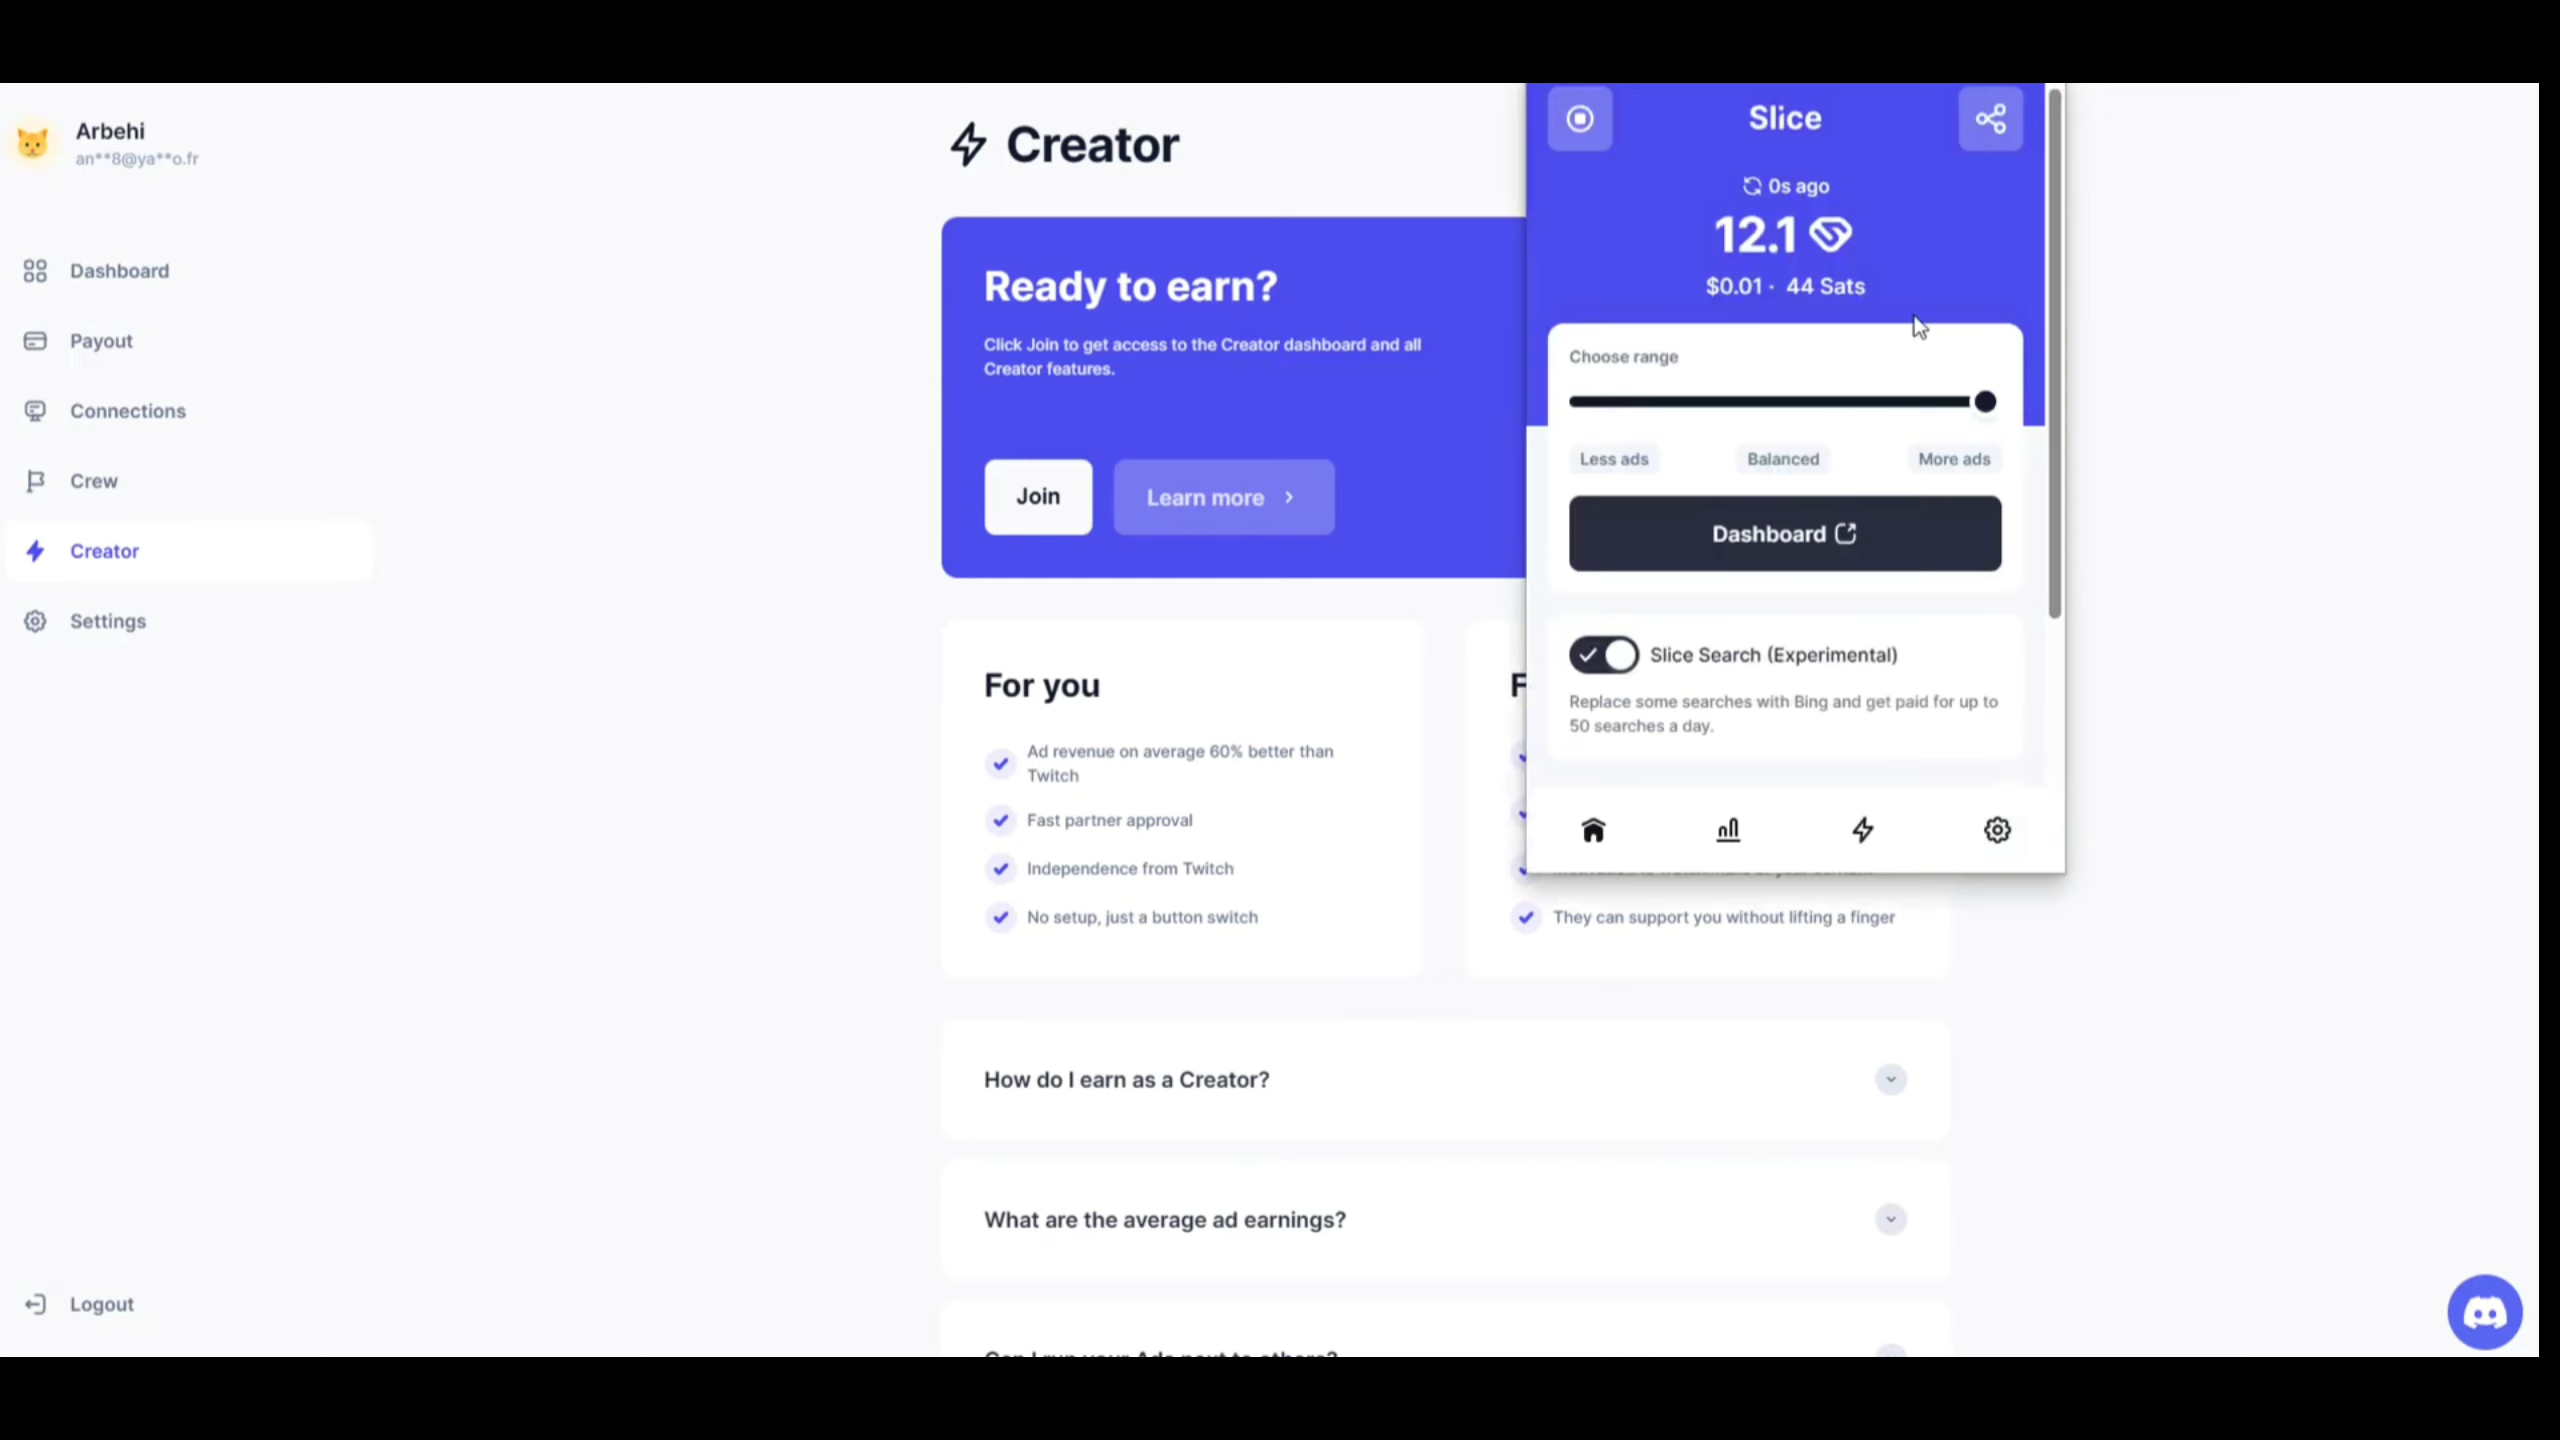 Arbehi
an**8@ya**o.fr
Dashboard
Payout
Connections
Crew
Creator
Settings
Logout
Creator
Ready to earn?
Click Join to get access to the Creator dashboard and all
Creator features.
Join
Learn more
For you
Ad revenue on average 60% better than
Twitch
Fast partner approval
Independence from Twitch
No setup, just a button switch
They can support you without lifting a finger
How do I earn as a Creator?
What are the average ad earnings?
Slice
0s ago
12.1
$0.01 · 44 Sats
Choose range
Less ads
Balanced
More ads
Dashboard
Slice Search (Experimental)
Replace some searches with Bing and get paid for up to
50 searches a day.